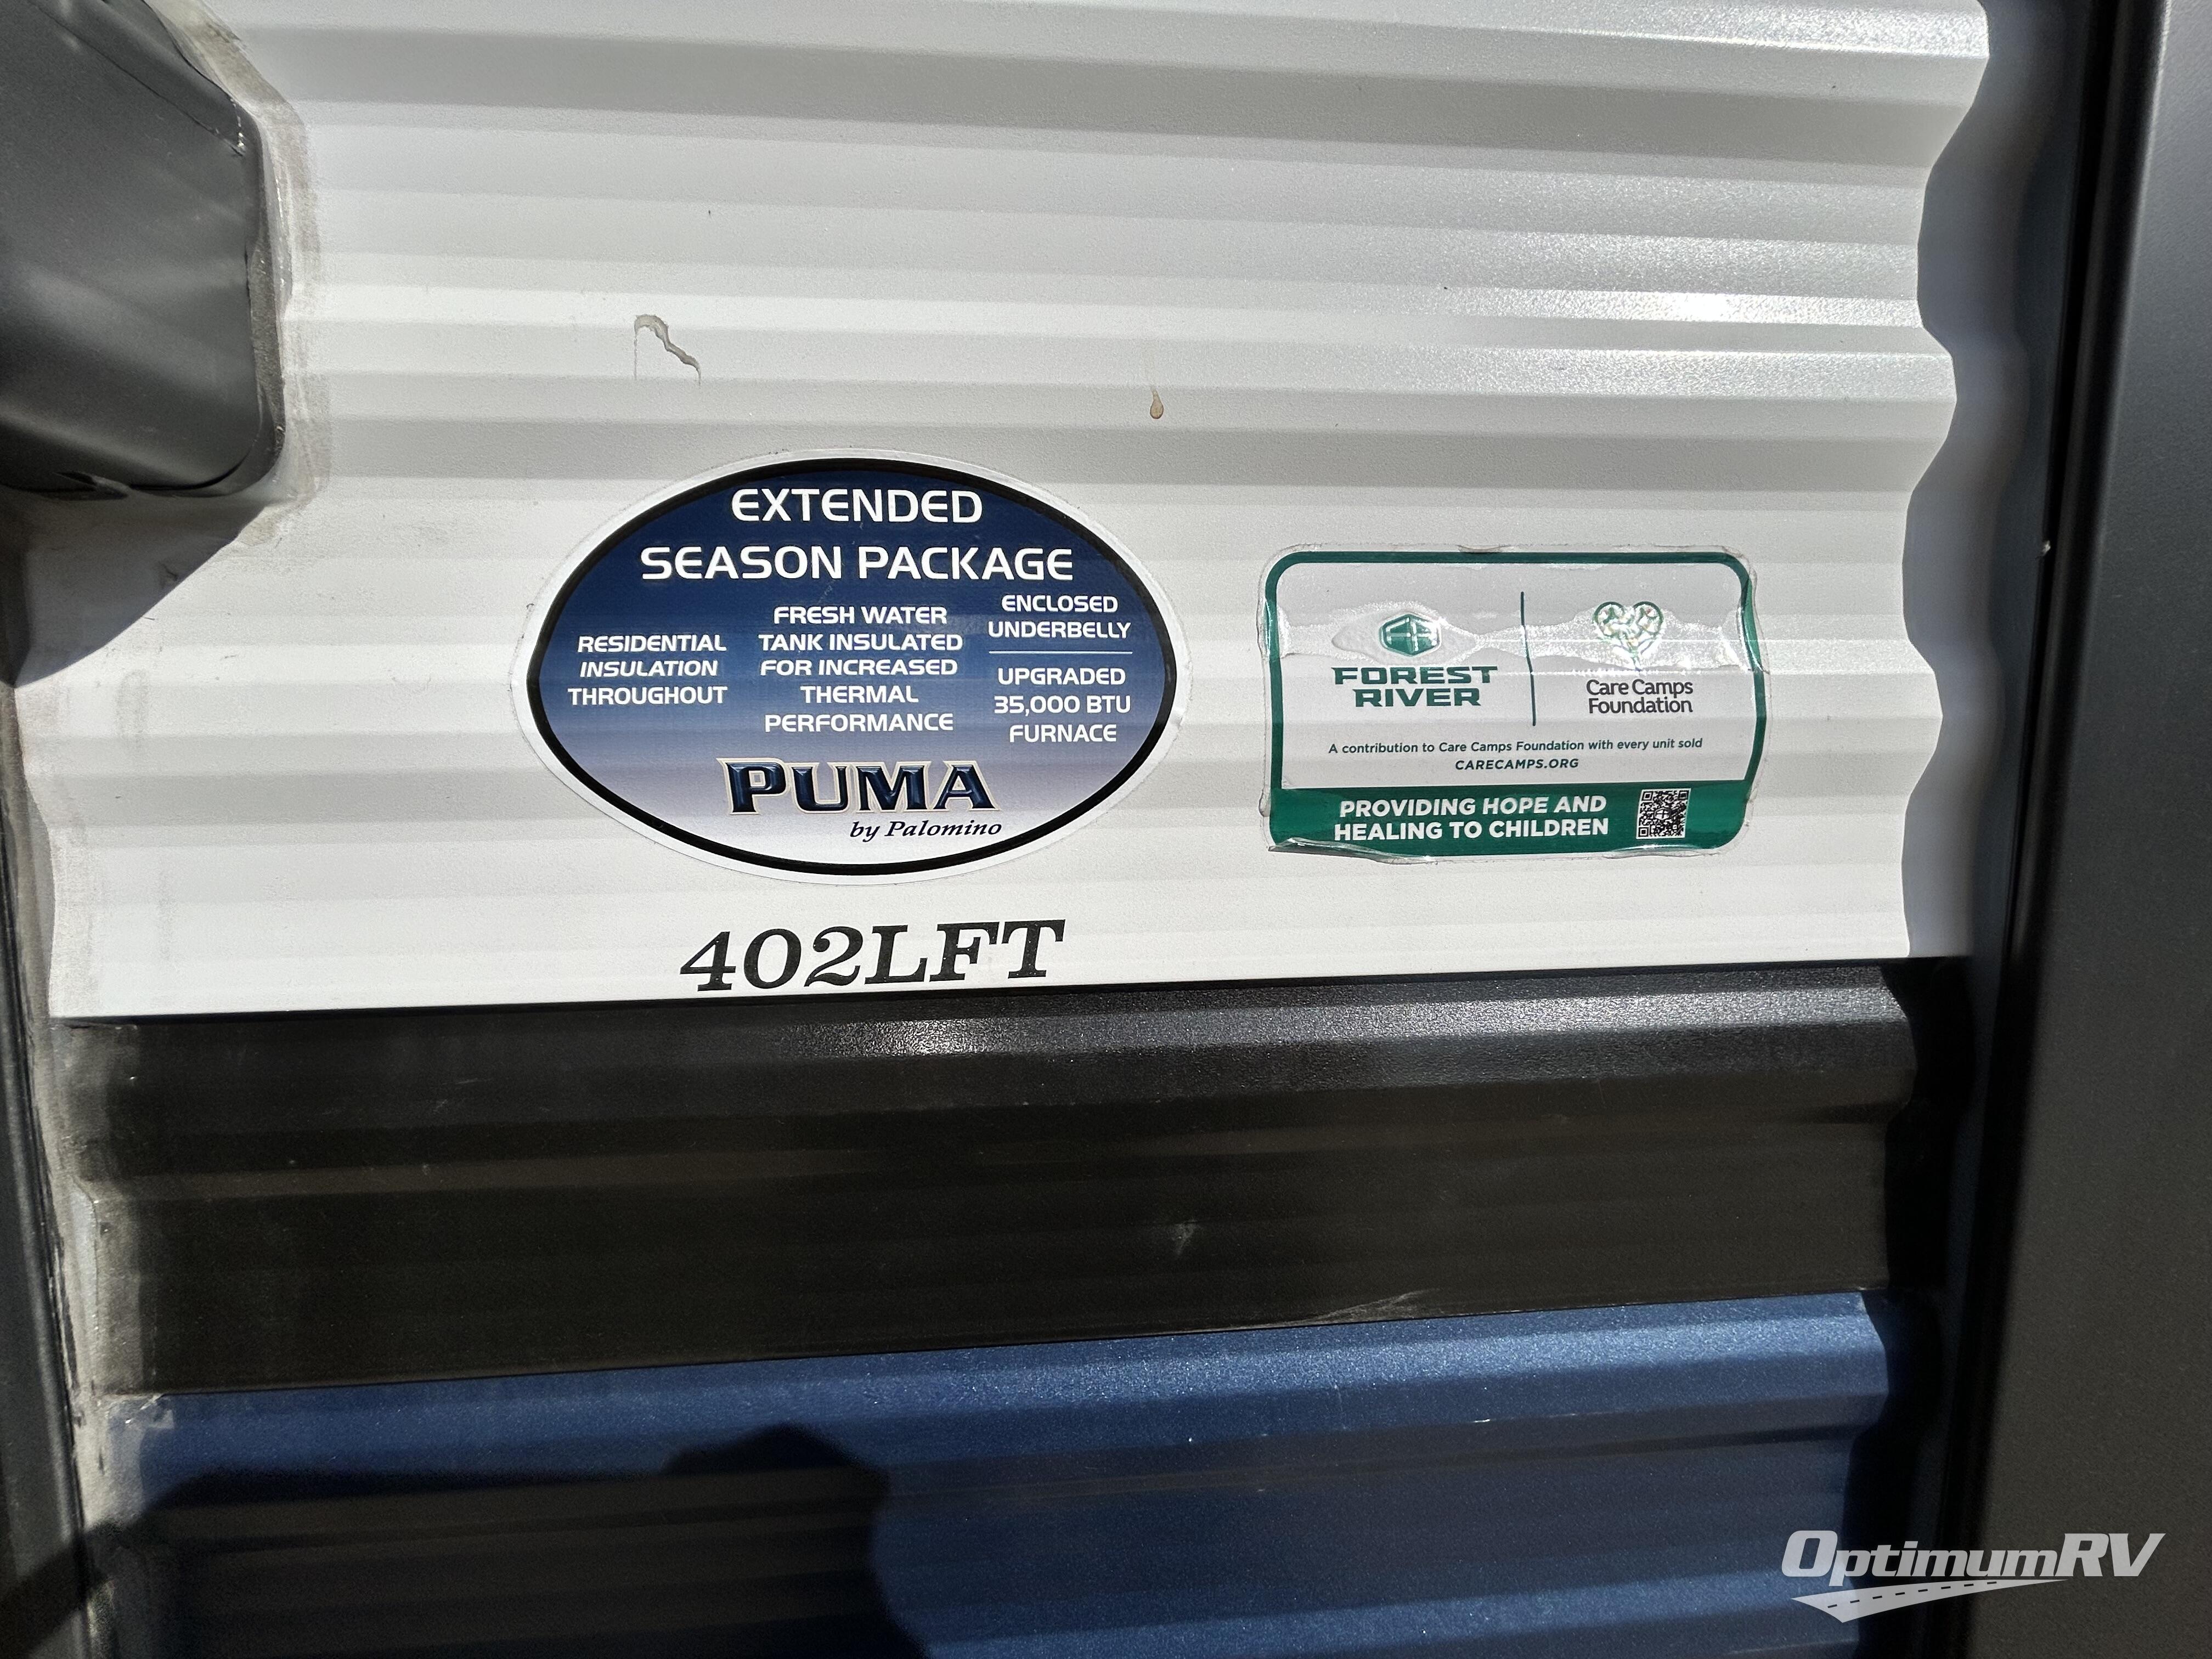 EXTENDED
SEASON PACKAGE
RESIDENTIAL
INSULATION
THROUGHOUT
FRESH WATER
TANK INSULATED
FOR INCREASED
THERMAL
PERFORMANCE
ENCLOSED
UNDERBELLY
UPGRADED
35,000 BTU
FURNACE
PUMA
by Palomino
402LFT
FOREST
RIVER
Care Camps
Foundation
A contribution to Care Camps Foundation with every unit sold
CARECAMPS.ORG
PROVIDING HOPE AND
HEALING TO CHILDREN
OptimumRV